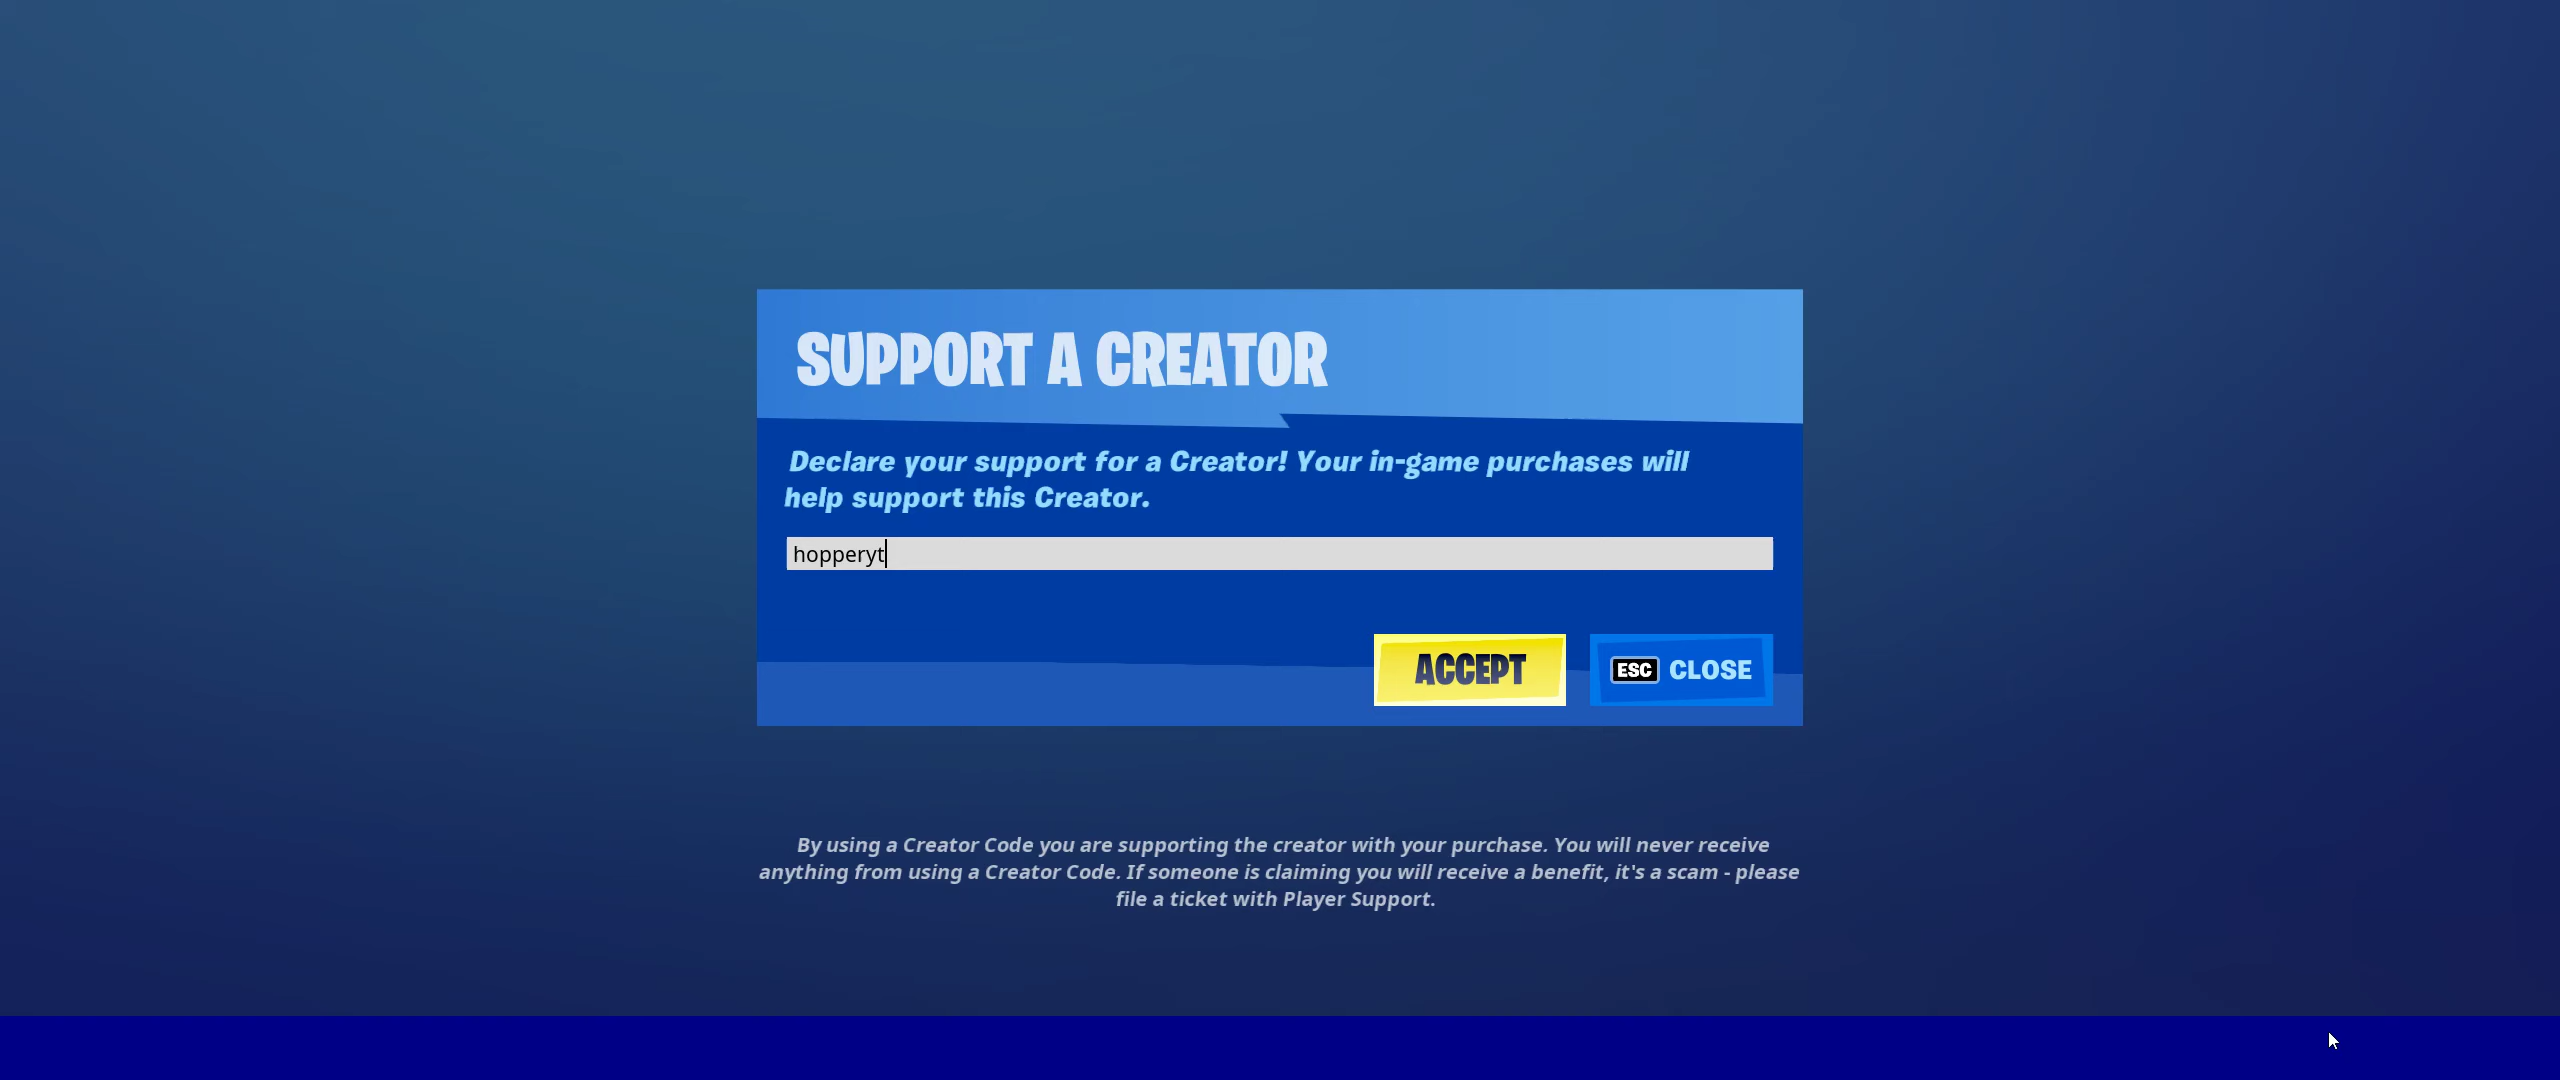 SUPPORT A CREATOR
Declare your support for a Creator! Your in-game purchases will
help support this Creator.
hopperyt
ACCEPT
ESC CLOSE
By using a Creator Code you are supporting the creator with your purchase. You will never receive
anything from using a Creator Code. If someone is claiming you will receive a benefit, it's a scam - please
file a ticket with Player Support.